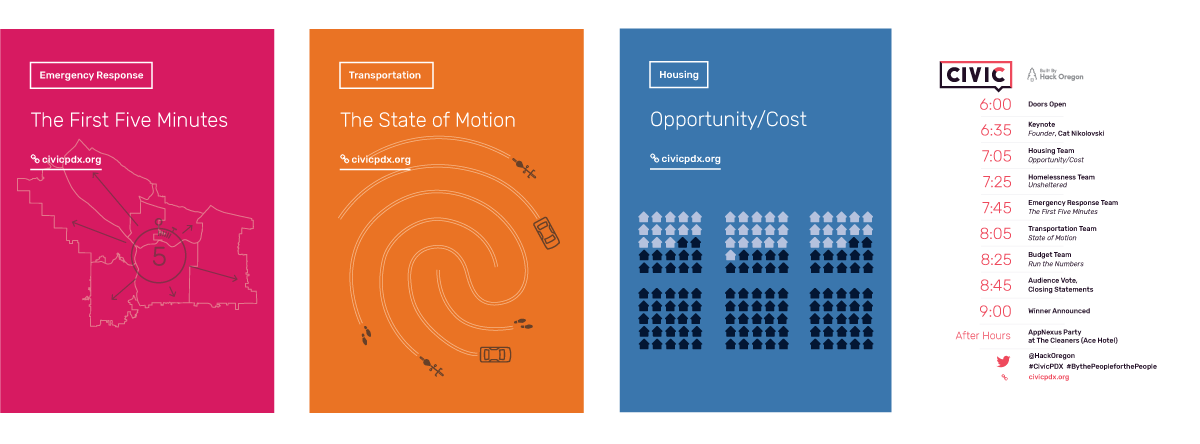 Emergency Response
The First Five Minutes
civicpdx.org
5
Transportation
The State of Motion
civicpdx.org
Housing
Opportunity/Cost
civicpdx.org
CIVIC
Built By
Hack Oregon
6:00 Doors Open
6:35 Keynote
Founder, Cat Nikolovski
7:05 Housing Team
Opportunity/Cost
7:25 Homelessness Team
Unsheltered
7:45 Emergency Response Team
The First Five Minutes
8:05 Transportation Team
State of Motion
8:25 Budget Team
Run the Numbers
8:45 Audience Vote,
Closing Statements
9:00 Winner Announced
After Hours AppNexus Party
at The Cleaners (Ace Hotel)
@HackOregon
#CivicPDX #BythePeopleforthePeople
civicpdx.org